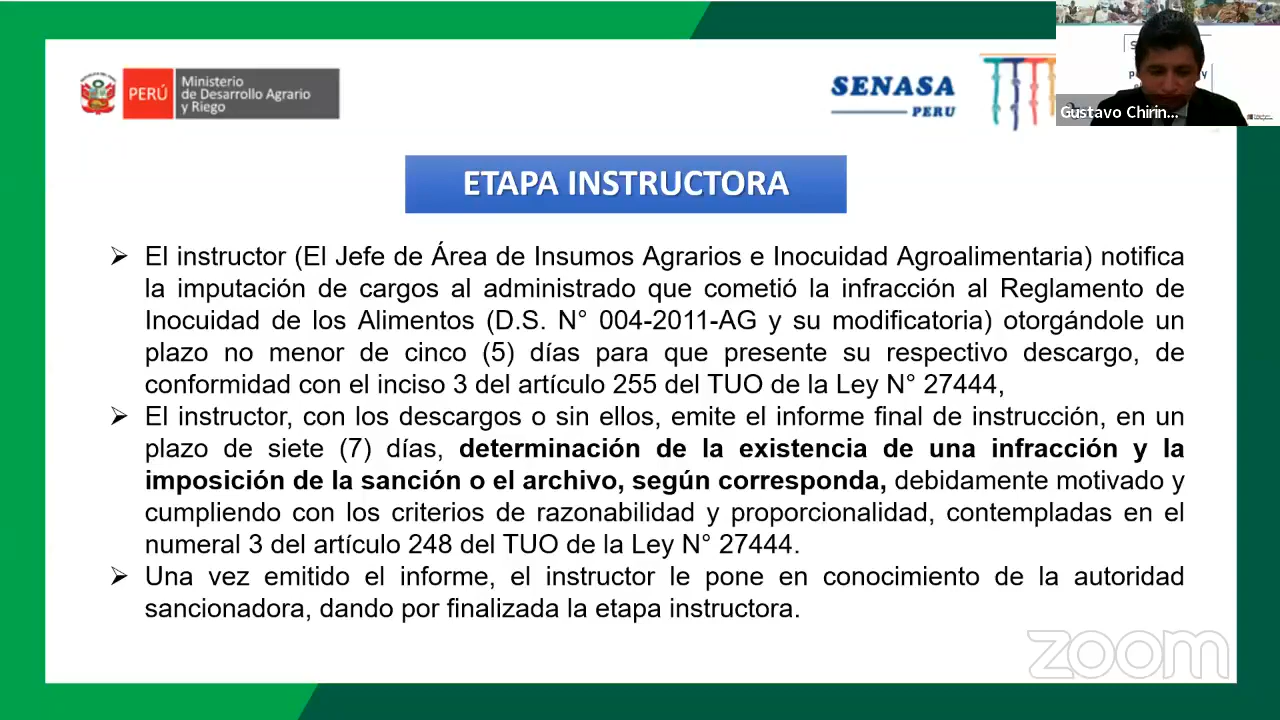 PERÚ
Ministerio
de Desarrollo Agrario
y Riego
SENASA
PERU
Gustavo Chirin...
ETAPA INSTRUCTORA
➢ El instructor (El Jefe de Área de Insumos Agrarios e Inocuidad Agroalimentaria) notifica
la imputación de cargos al administrado que cometió la infracción al Reglamento de
Inocuidad de los Alimentos (D.S. N° 004-2011-AG y su modificatoria) otorgándole un
plazo no menor de cinco (5) días para que presente su respectivo descargo, de
conformidad con el inciso 3 del artículo 255 del TUO de la Ley N° 27444,
➢ El instructor, con los descargos o sin ellos, emite el informe final de instrucción, en un
plazo de siete (7) días, determinación de la existencia de una infracción y la
imposición de la sanción o el archivo, según corresponda, debidamente motivado y
cumpliendo con los criterios de razonabilidad y proporcionalidad, contempladas en el
numeral 3 del artículo 248 del TUO de la Ley N° 27444.
➢ Una vez emitido el informe, el instructor le pone en conocimiento de la autoridad
sancionadora, dando por finalizada la etapa instructora.
zoom